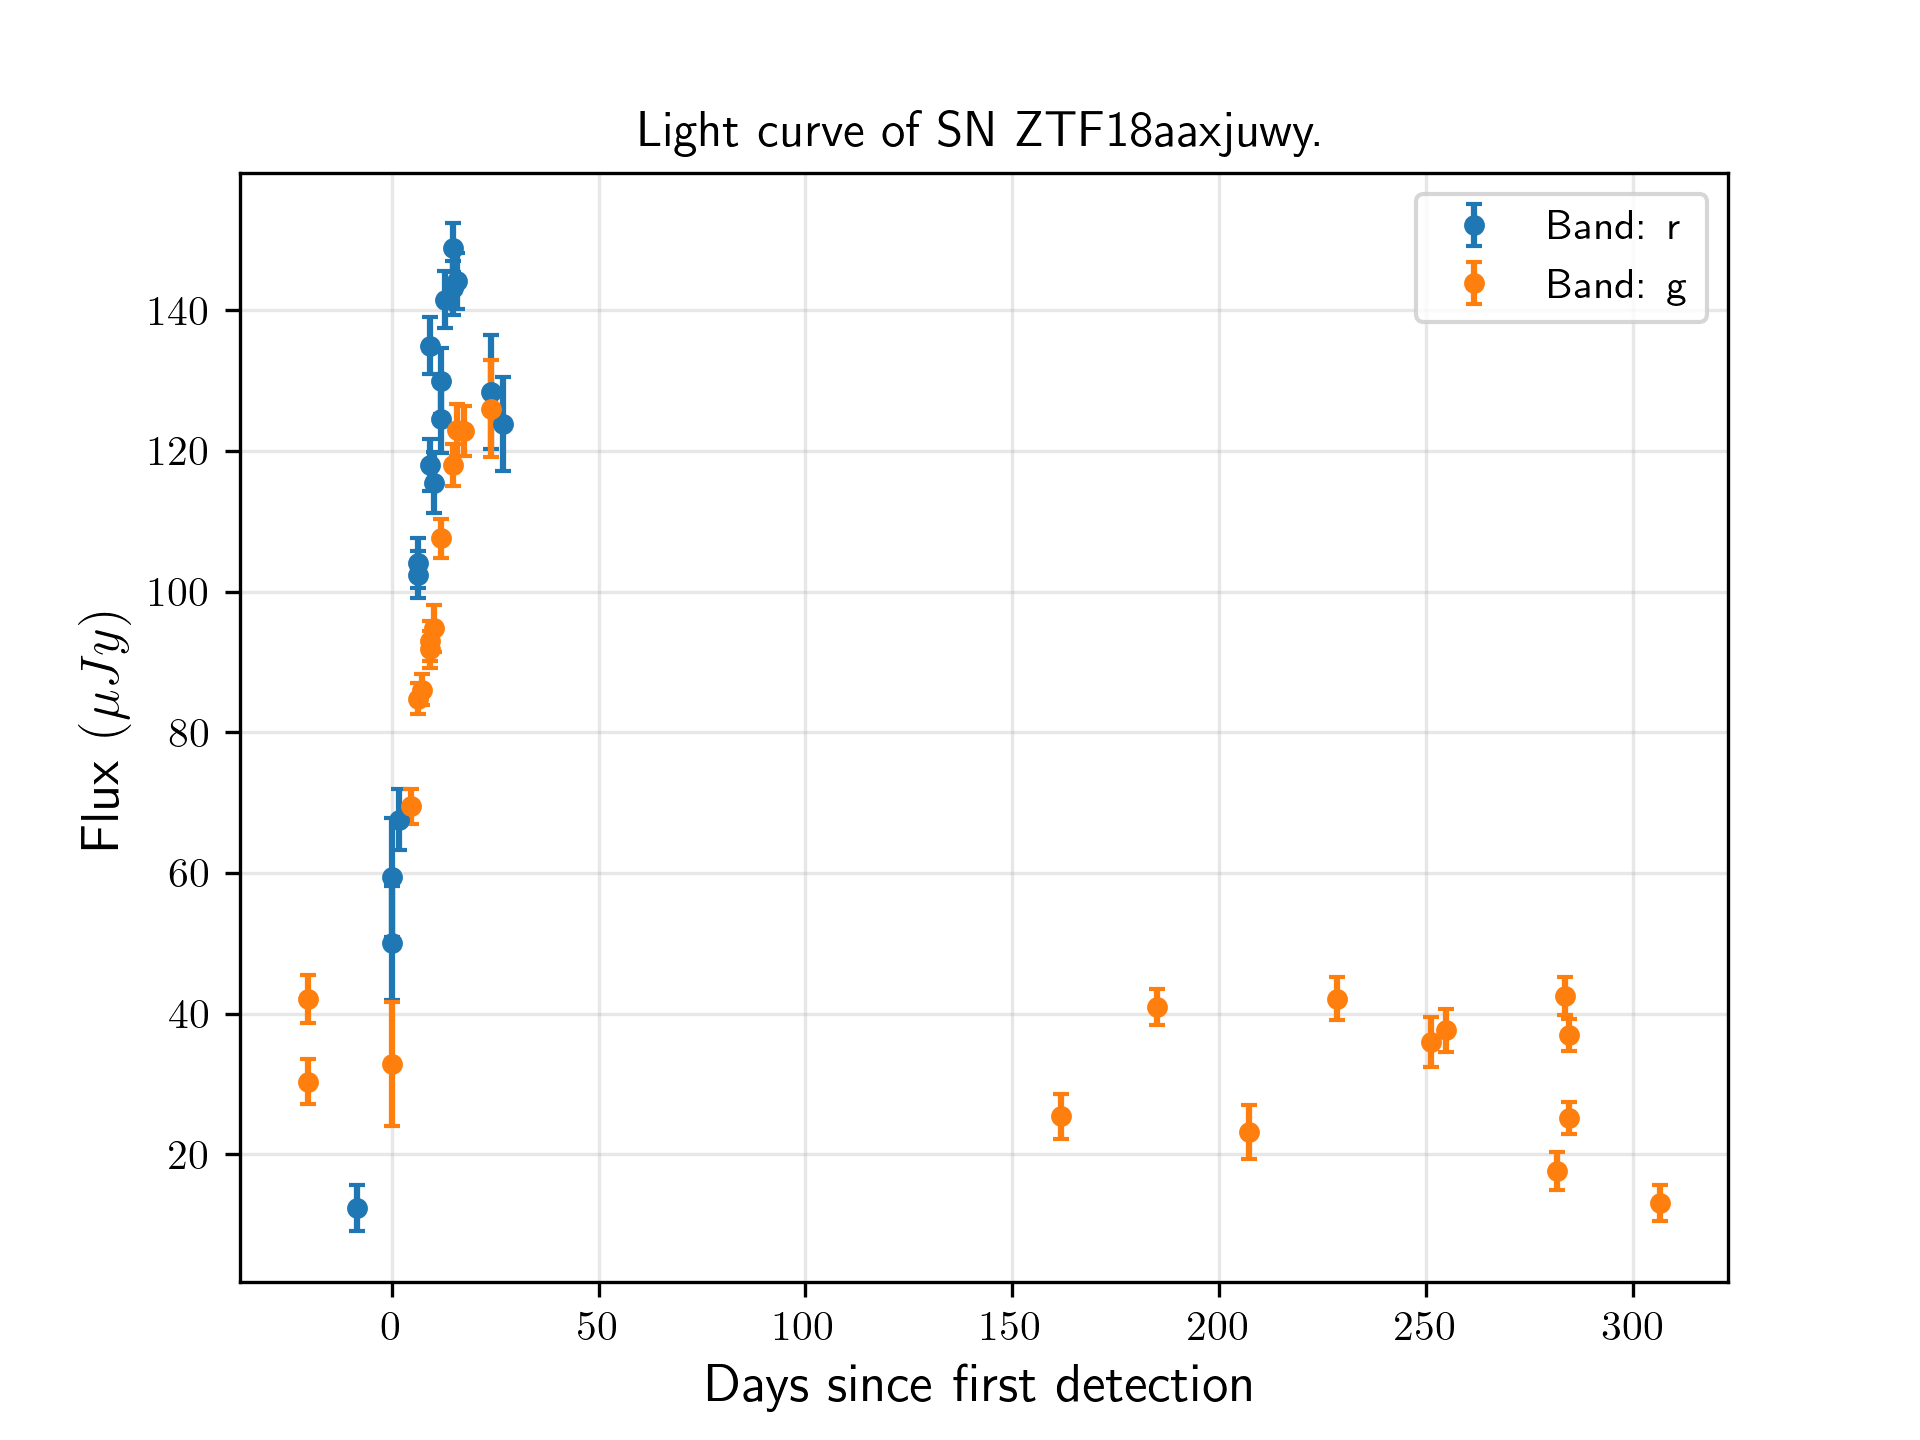 Light curve of SN ZTF18aaxjuwy.
Band: r
Band: g
Flux (μJy)
140
120
100
80
60
40
20
0 50 100 150 200 250 300
Days since first detection